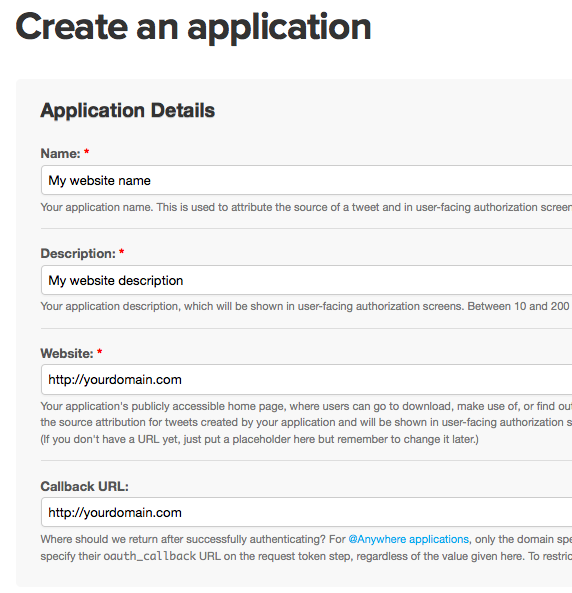 Create an application
Application Details
Name: *
My website name
Your application name. This is used to attribute the source of a tweet and in user-facing authorization screen
Description: *
My website description
Your application description, which will be shown in user-facing authorization screens. Between 10 and 200
Website: *
http://yourdomain.com
Your application's publicly accessible home page, where users can go to download, make use of, or find out
the source attribution for tweets created by your application and will be shown in user-facing authorization s
(If you don't have a URL yet, just put a placeholder here but remember to change it later.)
Callback URL:
http://yourdomain.com
Where should we return after successfully authenticating? For @Anywhere applications, only the domain spe
specify their oauth_callback URL on the request token step, regardless of the value given here. To restric